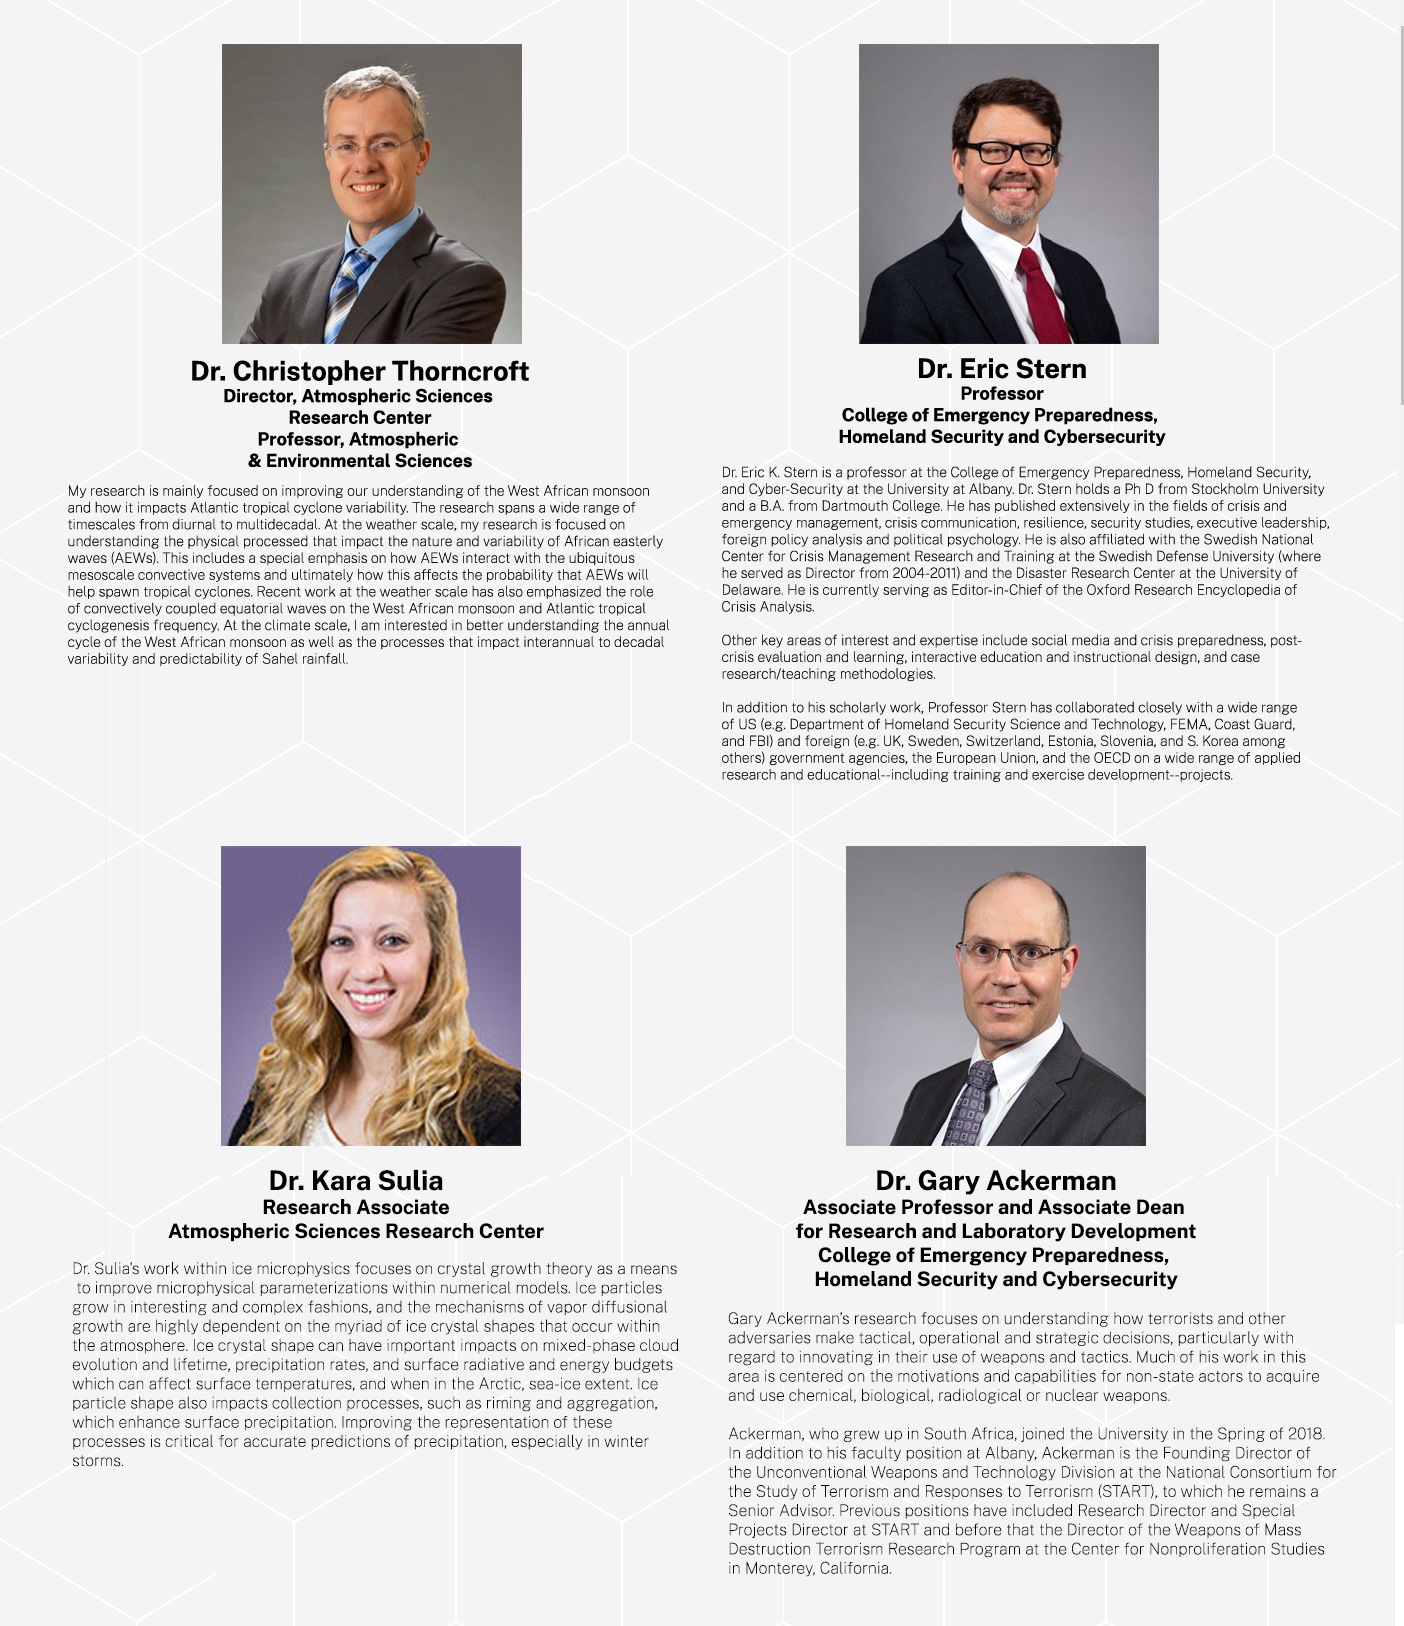 Dr. Christopher Thorncroft
Director, Atmospheric Sciences
Research Center
Professor, Atmospheric
& Environmental Sciences
My research is mainly focused on improving our understanding of the West African monsoon
and how it impacts Atlantic tropical cyclone variability. The research spans a wide range of
timescales from diurnal to multidecadal. At the weather scale, my research is focused on
understanding the physical processed that impact the nature and variability of African easterly
waves (AEWs). This includes a special emphasis on how AEWs interact with the ubiquitous
mesoscale convective systems and ultimately how this affects the probability that AEWs will
help spawn tropical cyclones. Recent work at the weather scale has also emphasized the role
of convectively coupled equatorial waves on the West African monsoon and Atlantic tropical
cyclogenesis frequency. At the climate scale, I am interested in better understanding the annual
cycle of the West African monsoon as well as the processes that impact interannual to decadal
variability and predictability of Sahel rainfall.
Dr. Eric Stern
Professor
College of Emergency Preparedness,
Homeland Security and Cybersecurity
Dr. Eric K. Stern is a professor at the College of Emergency Preparedness, Homeland Security,
and Cyber-Security at the University at Albany. Dr. Stern holds a Ph D from Stockholm University
and a B.A. from Dartmouth College. He has published extensively in the fields of crisis and
emergency management, crisis communication, resilience, security studies, executive leadership,
foreign policy analysis and political psychology. He is also affiliated with the Swedish National
Center for Crisis Management Research and Training at the Swedish Defense University (where
he served as Director from 2004-2011) and the Disaster Research Center at the University of
Delaware. He is currently serving as Editor-in-Chief of the Oxford Research Encyclopedia of
Crisis Analysis.
Other key areas of interest and expertise include social media and crisis preparedness, post-
crisis evaluation and learning, interactive education and instructional design, and case
research/teaching methodologies.
In addition to his scholarly work, Professor Stern has collaborated closely with a wide range
of US (e.g. Department of Homeland Security Science and Technology, FEMA, Coast Guard,
and FBI) and foreign (e.g. UK, Sweden, Switzerland, Estonia, Slovenia, and S. Korea among
others) government agencies, the European Union, and the OECD on a wide range of applied
research and educational--including training and exercise development--projects.
Dr. Kara Sulia
Research Associate
Atmospheric Sciences Research Center
Dr. Sulia's work within ice microphysics focuses on crystal growth theory as a means
to improve microphysical parameterizations within numerical models. Ice particles
grow in interesting and complex fashions, and the mechanisms of vapor diffusional
growth are highly dependent on the myriad of ice crystal shapes that occur within
the atmosphere. Ice crystal shape can have important impacts on mixed-phase cloud
evolution and lifetime, precipitation rates, and surface radiative and energy budgets
which can affect surface temperatures, and when in the Arctic, sea-ice extent. Ice
particle shape also impacts collection processes, such as riming and aggregation,
which enhance surface precipitation. Improving the representation of these
processes is critical for accurate predictions of precipitation, especially in winter
storms.
Dr. Gary Ackerman
Associate Professor and Associate Dean
for Research and Laboratory Development
College of Emergency Preparedness,
Homeland Security and Cybersecurity
Gary Ackerman's research focuses on understanding how terrorists and other
adversaries make tactical, operational and strategic decisions, particularly with
regard to innovating in their use of weapons and tactics. Much of his work in this
area is centered on the motivations and capabilities for non-state actors to acquire
and use chemical, biological, radiological or nuclear weapons.
Ackerman, who grew up in South Africa, joined the University in the Spring of 2018.
In addition to his faculty position at Albany, Ackerman is the Founding Director of
the Unconventional Weapons and Technology Division at the National Consortium for
the Study of Terrorism and Responses to Terrorism (START), to which he remains a
Senior Advisor. Previous positions have included Research Director and Special
Projects Director at START and before that the Director of the Weapons of Mass
Destruction Terrorism Research Program at the Center for Nonproliferation Studies
in Monterey, California.